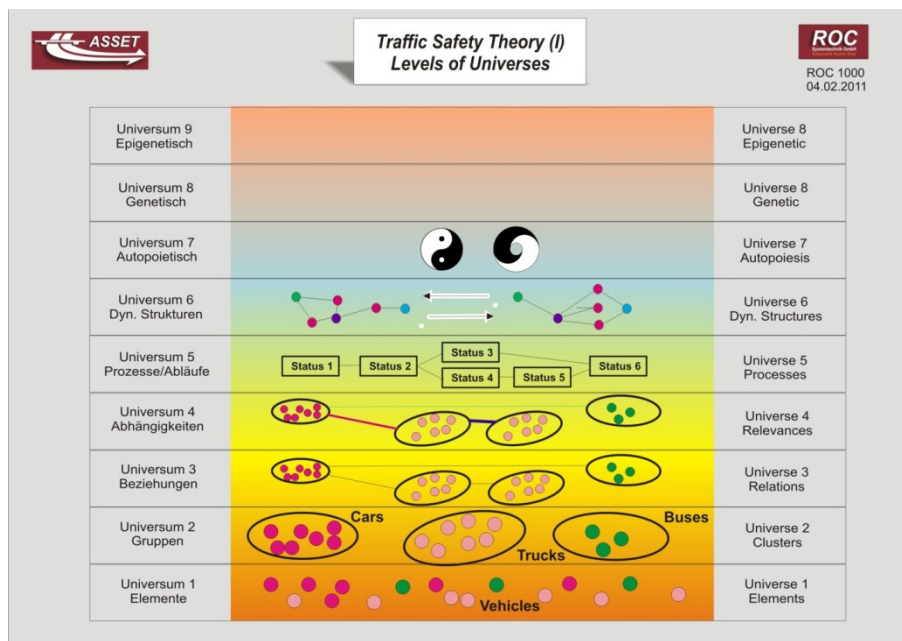 ASSET
Traffic Safety Theory (I)
Levels of Universes
ROC
Systemtechnik GmbH
ROC 1000
04.02.2011
Universum 9
Epigenetisch
Universe 8
Epigenetic
Universum 8
Genetisch
Universe 8
Genetic
Universum 7
Autopoietisch
Universe 7
Autopoiesis
Universum 6
Dyn. Strukturen
Universe 6
Dyn. Structures
Universum 5
Prozesse/Abläufe
Status 1
Status 2
Status 3
Status 4
Status 5
Status 6
Universe 5
Processes
Universum 4
Abhängigkeiten
Universe 4
Relevances
Universum 3
Beziehungen
Universe 3
Relations
Universum 2
Gruppen
Cars
Trucks
Buses
Universe 2
Clusters
Universum 1
Elemente
Vehicles
Universe 1
Elements